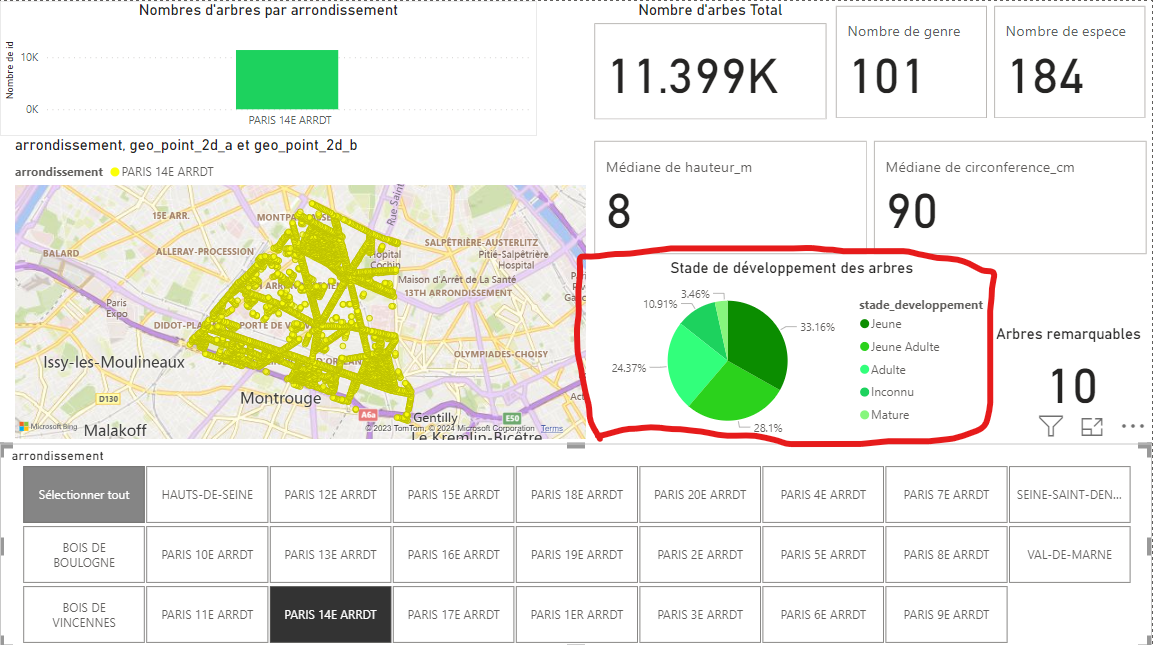 Nombres d'arbres par arrondissement
Nombre de id
10K
0K
PARIS 14E ARRDT
Nombre d'arbes Total
11.399K
Nombre de genre
101
Nombre de espece
184
arrondissement, geo_point_2d_a et geo_point_2d_b
arrondissement PARIS 14E ARRDT
15E ARR.
MONTPARNASSE
Rue Saint
BALARD
ALLERAY-PROCESSION
SALPÊTRIÈRE-AUSTERLITZ
Pitié-Salpêtrière
Hospital
Hôpital
Cochin
Maison d'Arrêt de La Santé
13TH ARRONDISSEMENT
Paris
Expo
DIDOT-PLA
PORTE DE
Issy-les-Moulineaux
OLYMPIADES-CHOISY
D130
Montrouge
A6a
Gentilly
E50
Microsoft Bing
Malakoff
© 2023 TomTom, © 2024 Microsoft Corporation Terms
Le Kremlin-Bicêtre
Médiane de hauteur_m
8
Médiane de circonference_cm
90
Stade de développement des arbres
3.46%
10.91%
33.16%
24.37%
28.1%
stade_developpement
Jeune
Jeune Adulte
Adulte
Inconnu
Mature
Arbres remarquables
10
arrondissement
Sélectionner tout
HAUTS-DE-SEINE
PARIS 12E ARRDT
PARIS 15E ARRDT
PARIS 18E ARRDT
PARIS 20E ARRDT
PARIS 4E ARRDT
PARIS 7E ARRDT
SEINE-SAINT-DEN...
BOIS DE
BOULOGNE
PARIS 10E ARRDT
PARIS 13E ARRDT
PARIS 16E ARRDT
PARIS 19E ARRDT
PARIS 2E ARRDT
PARIS 5E ARRDT
PARIS 8E ARRDT
VAL-DE-MARNE
BOIS DE
VINCENNES
PARIS 11E ARRDT
PARIS 14E ARRDT
PARIS 17E ARRDT
PARIS 1ER ARRDT
PARIS 3E ARRDT
PARIS 6E ARRDT
PARIS 9E ARRDT